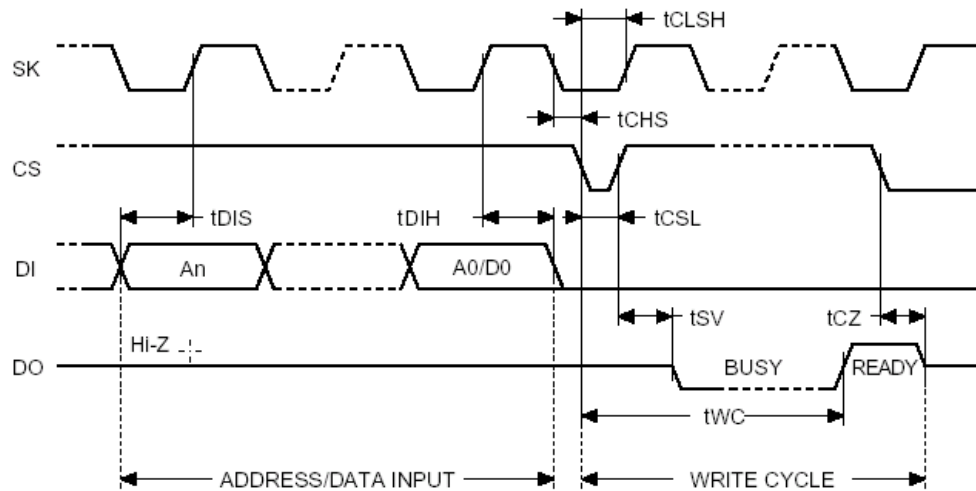 tCLSH
SK
tCHS
CS
tDIS
tDIH
tCSL
DI
An
A0/D0
tSV
tCZ
Hi-Z
DO
BUSY
READY
tWC
ADDRESS/DATA INPUT
WRITE CYCLE